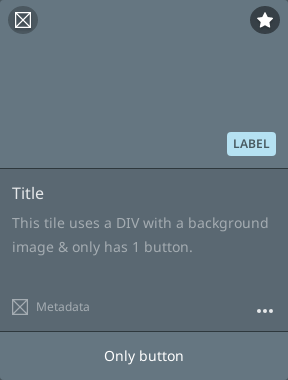 LABEL
Title
This tile uses a DIV with a background
image & only has 1 button.
Metadata
Only button